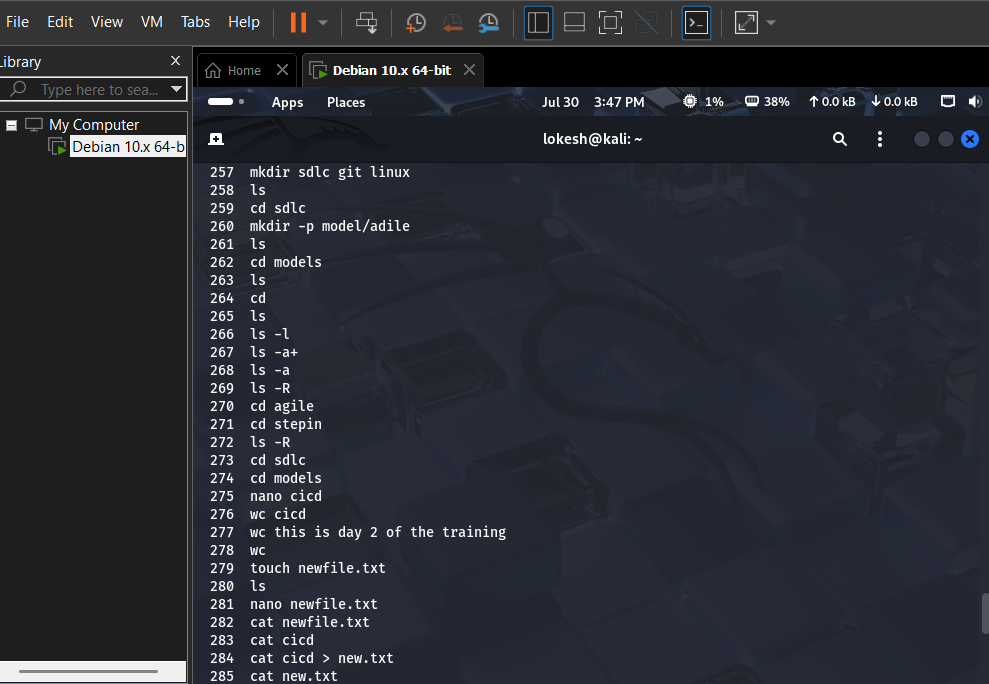 File Edit View VM Tabs Help
Library
Type here to sea...
My Computer
Debian 10.x 64-b
Home
Debian 10.x 64-bit
Apps Places Jul 30 3:47 PM 1% 38% 0.0 kB 0.0 kB
lokesh@kali: ~
257 mkdir sdlc git linux
258 ls
259 cd sdlc
260 mkdir -p model/adile
261 ls
262 cd models
263 ls
264 cd
265 ls
266 ls -l
267 ls -a+
268 ls -a
269 ls -R
270 cd agile
271 cd stepin
272 ls -R
273 cd sdlc
274 cd models
275 nano cicd
276 wc cicd
277 wc this is day 2 of the training
278 wc
279 touch newfile.txt
280 ls
281 nano newfile.txt
282 cat newfile.txt
283 cat cicd
284 cat cicd > new.txt
285 cat new.txt